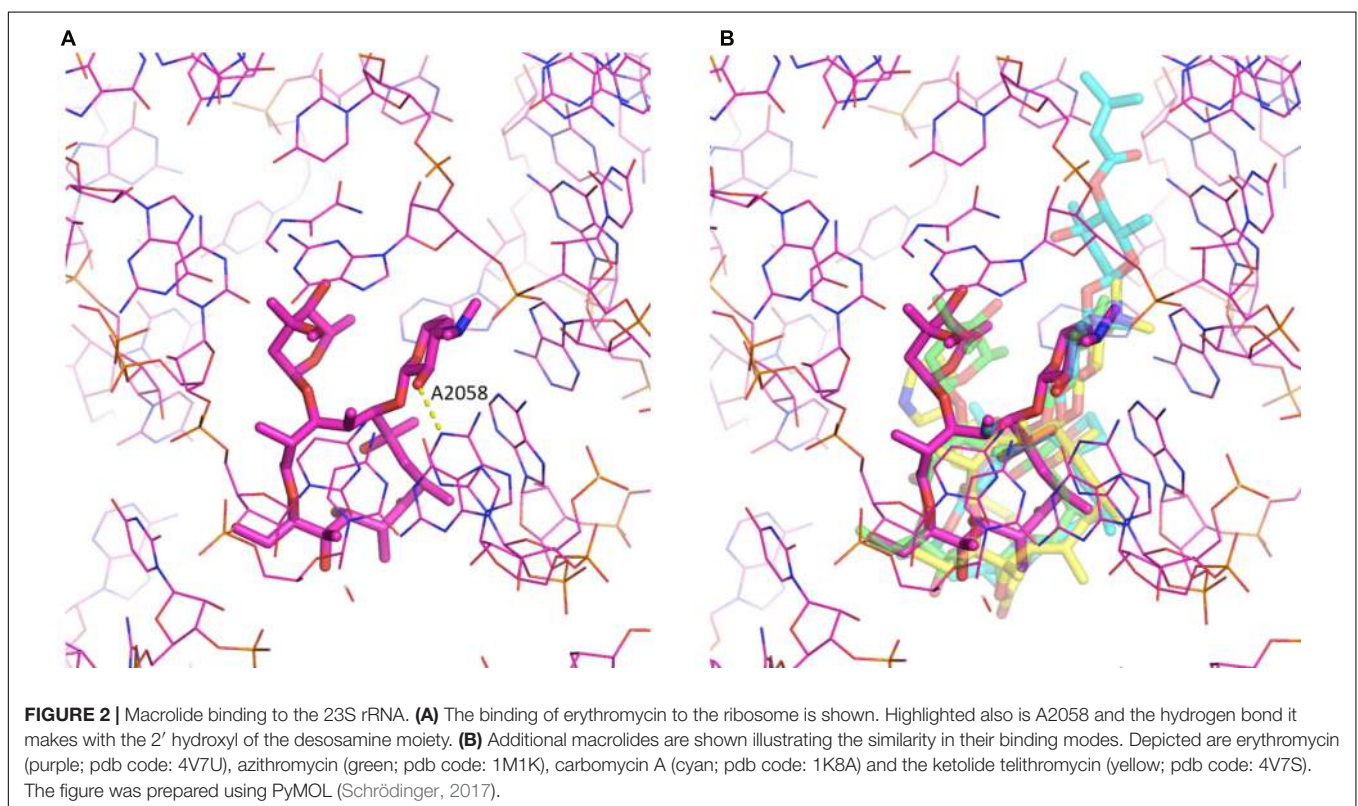 A
B
A2058
FIGURE 2 | Macrolide binding to the 23S rRNA. (A) The binding of erythromycin to the ribosome is shown. Highlighted also is A2058 and the hydrogen bond it
makes with the 2′ hydroxyl of the desosamine moiety. (B) Additional macrolides are shown illustrating the similarity in their binding modes. Depicted are erythromycin
(purple; pdb code: 4V7U), azithromycin (green; pdb code: 1M1K), carbomycin A (cyan; pdb code: 1K8A) and the ketolide telithromycin (yellow; pdb code: 4V7S).
The figure was prepared using PyMOL (Schrödinger, 2017).